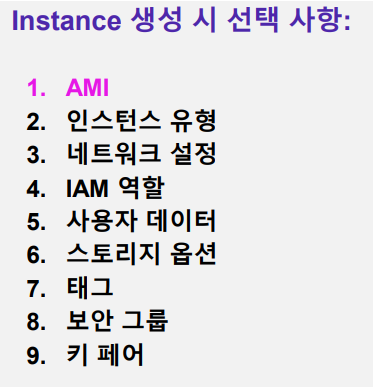 Instance 생성 시 선택 사항:
1. AMI
2. 인스턴스 유형
3. 네트워크 설정
4. IAM 역할
5. 사용자 데이터
6. 스토리지 옵션
7. 태그
8. 보안 그룹
9. 키 페어